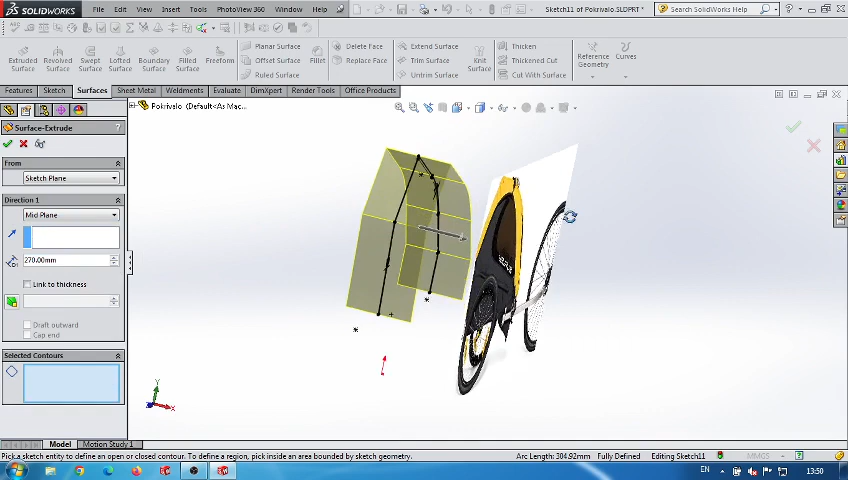 SOLIDWORKS File Edit View Insert Tools PhotoView 360 Window Help Sketch11 of Pokrivalo.SLDPRT * Search SolidWorks Help
Extruded Surface Revolved Surface Swept Surface Lofted Surface Boundary Surface Filled Surface Freeform
Planar Surface
Offset Surface
Ruled Surface
Fillet
Delete Face
Replace Face
Extend Surface
Trim Surface
Untrim Surface
Knit Surface
Thicken
Thickened Cut
Cut With Surface
Reference Geometry
Curves
Features Sketch Surfaces Sheet Metal Weldments Evaluate DimXpert Render Tools Office Products
Pokrivalo (Default<As Mac...
Surface-Extrude ?
From
Sketch Plane
Direction 1
Mid Plane
270.00mm
Link to thickness
Draft outward
Cap end
Selected Contours
Y
X
Model Motion Study 1
Pick a sketch entity to define an open or closed contour. To define a region, pick inside an area bounded by sketch geometry. Arc Length: 304.92mm Fully Defined Editing Sketch11 MMGS
EN 13:50